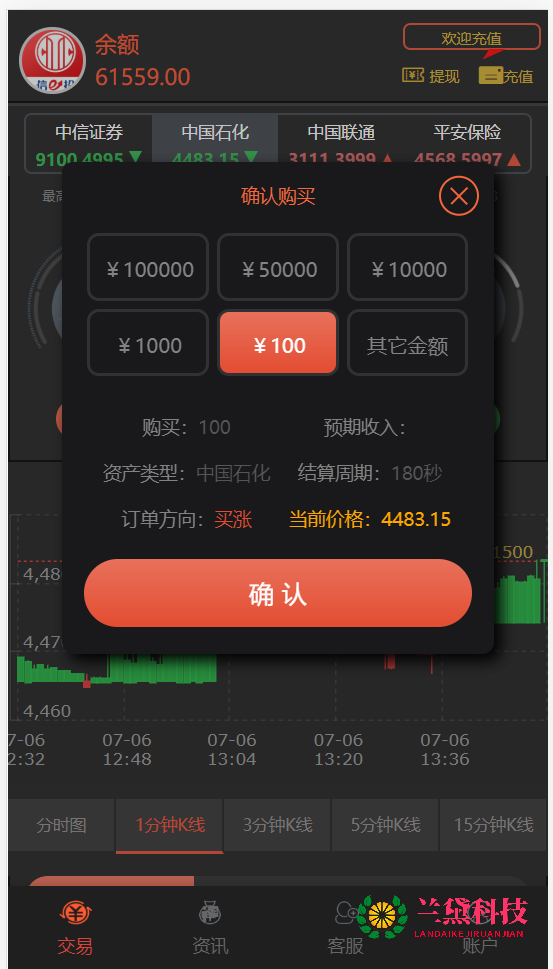 余额
61559.00
欢迎充值
提现 充值
中信证券 中国石化 中国联通 平安保险
9100.4995 4483.15 3111.3999 4568.5997
最高
确认购买
￥100000 ￥50000 ￥10000
￥1000 ￥100 其它金额
购买: 100 预期收入:
资产类型: 中国石化 结算周期: 180秒
订单方向: 买涨 当前价格: 4483.15
确 认
1500
4,48
4,47
4,460
7-06 07-06 07-06 07-06 07-06
2:32 12:48 13:04 13:20 13:36
分时图 1分钟K线 3分钟K线 5分钟K线 15分钟K线
交易 资讯 客服 账户
兰黛科技
LANDAIKEJIRUANJIAN